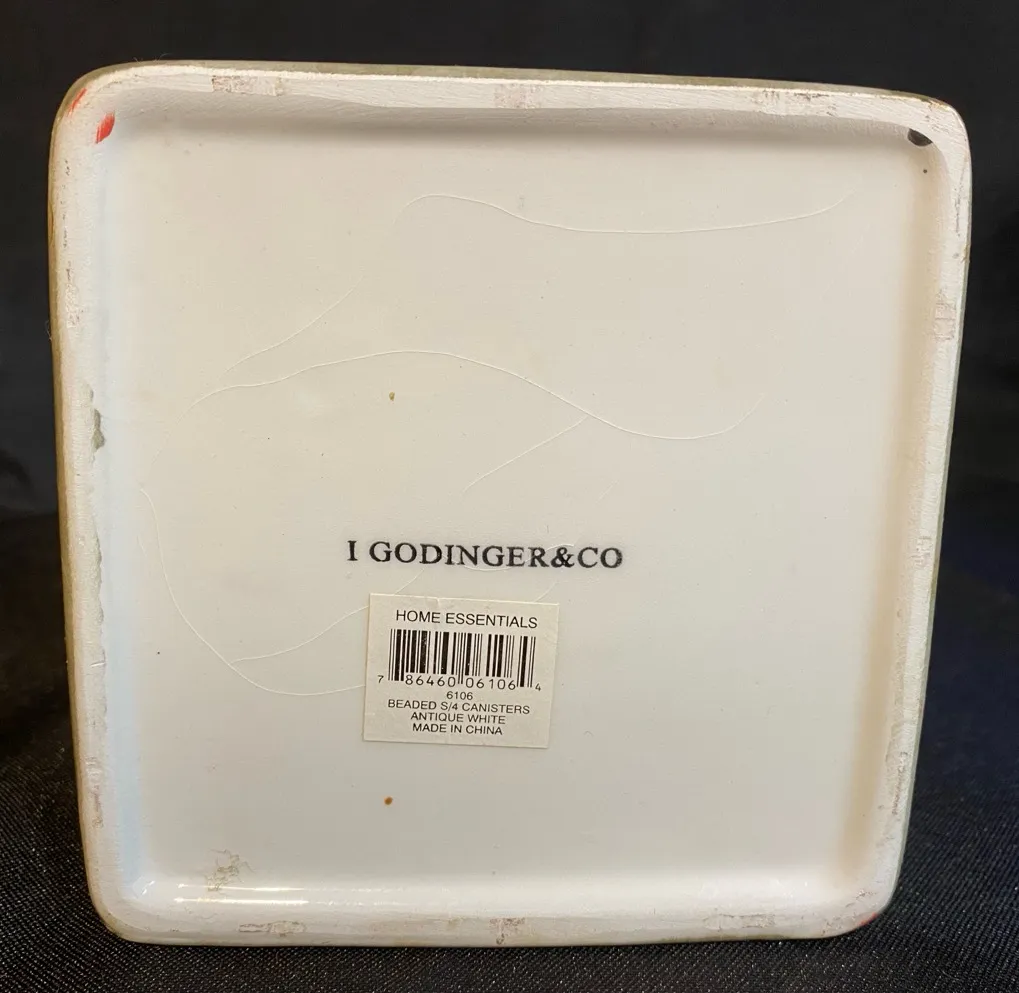 I GODINGER&CO
HOME ESSENTIALS
7 86460 06106 4
6106
BEADED S/4 CANISTERS
ANTIQUE WHITE
MADE IN CHINA